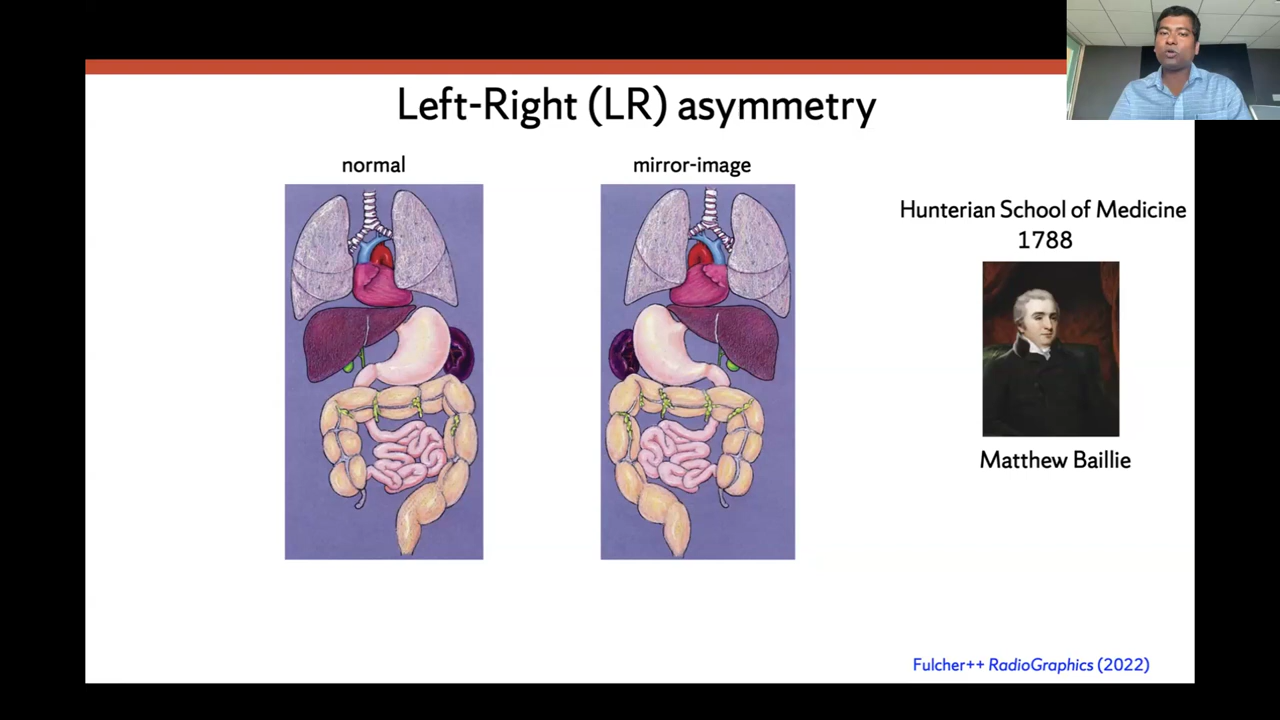 Left-Right (LR) asymmetry
normal
mirror-image
Hunterian School of Medicine
1788
Matthew Baillie
Fulcher++ RadioGraphics (2022)